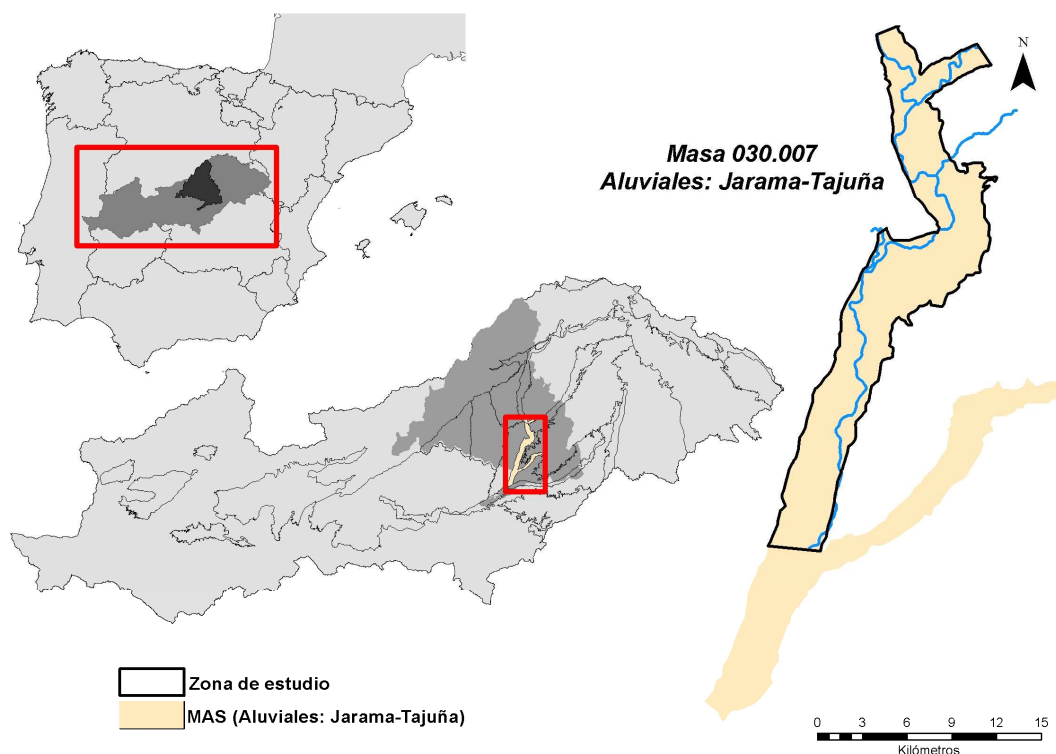 N
Masa 030.007
Aluviales: Jarama-Tajuña
Zona de estudio
MAS (Aluviales: Jarama-Tajuña)
0 3 6 9 12 15
Kilómetros